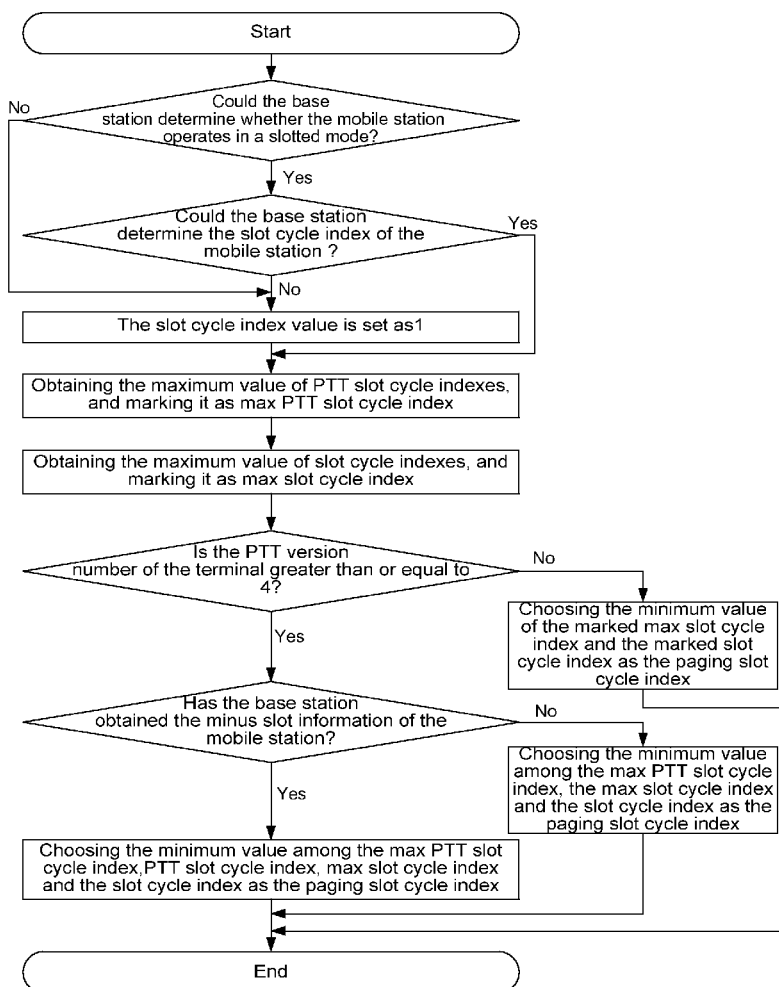 Start
Could the base
station determine whether the mobile station
operates in a slotted mode?
No
Yes
Could the base station
determine the slot cycle index of the
mobile station ?
Yes
No
The slot cycle index value is set as1
Obtaining the maximum value of PTT slot cycle indexes,
and marking it as max PTT slot cycle index
Obtaining the maximum value of slot cycle indexes, and
marking it as max slot cycle index
Is the PTT version
number of the terminal greater than or equal to
4?
No
Yes
Choosing the minimum value
of the marked max slot cycle
index and the marked slot
cycle index as the paging slot
cycle index
Has the base station
obtained the minus slot information of the
mobile station?
No
Yes
Choosing the minimum value
among the max PTT slot cycle
index, the max slot cycle index
and the slot cycle index as the
paging slot cycle index
Choosing the minimum value among the max PTT slot
cycle index,PTT slot cycle index, max slot cycle index
and the slot cycle index as the paging slot cycle index
End